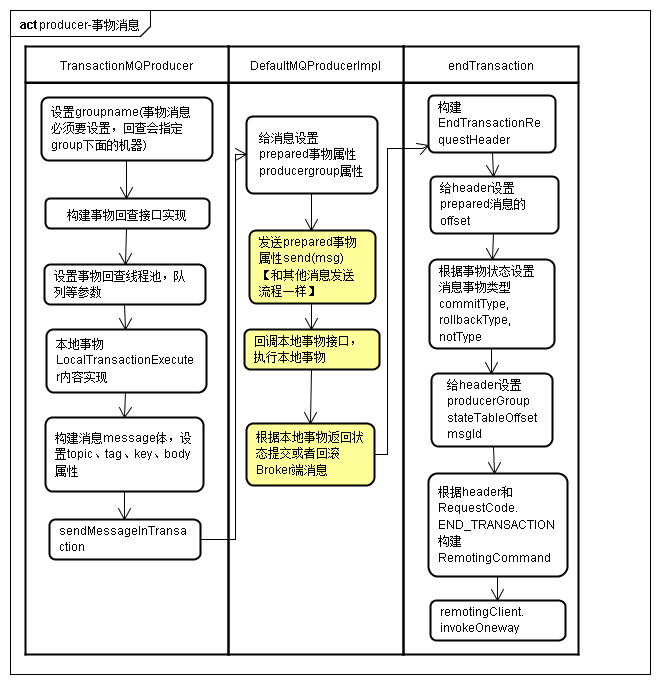 act producer-事物消息
TransactionMQProducer
设置groupname(事物消息
必须要设置，回查会指定
group下面的机器)
构建事物回查接口实现
设置事物回查线程池，队
列等参数
本地事物
LocalTransactionExecute
r内容实现
构建消息message体，设
置topic、tag、key、body
属性
sendMessageInTransa
ction
DefaultMQProducerImpl
给消息设置
prepared事物属性
producergroup属性
发送prepared事物
属性send(msg)
【和其他消息发送
流程一样】
回调本地事物接口，
执行本地事物
根据本地事物返回状
态提交或者回滚
Broker端消息
endTransaction
构建
EndTransactionRe
questHeader
给header设置
prepared消息的
offset
根据事物状态设置
消息事物类型
commitType,
rollbackType,
notType
给header设置
producerGroup
stateTableOffset
msgId
根据header和
RequestCode.
END_TRANSACTION
构建
RemotingCommand
remotingClient.
invokeOneway